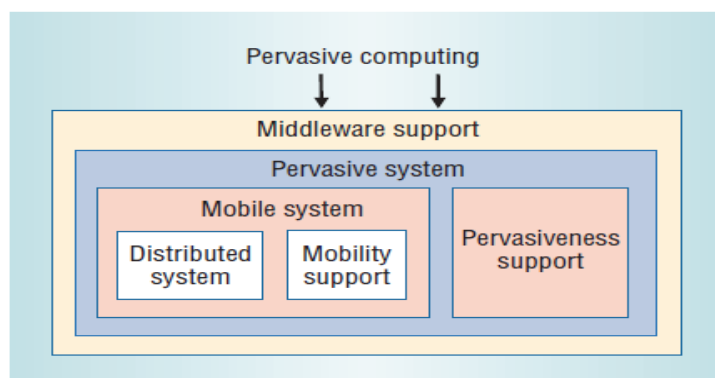 Pervasive computing
Middleware support
Pervasive system
Mobile system
Distributed
system
Mobility
support
Pervasiveness
support